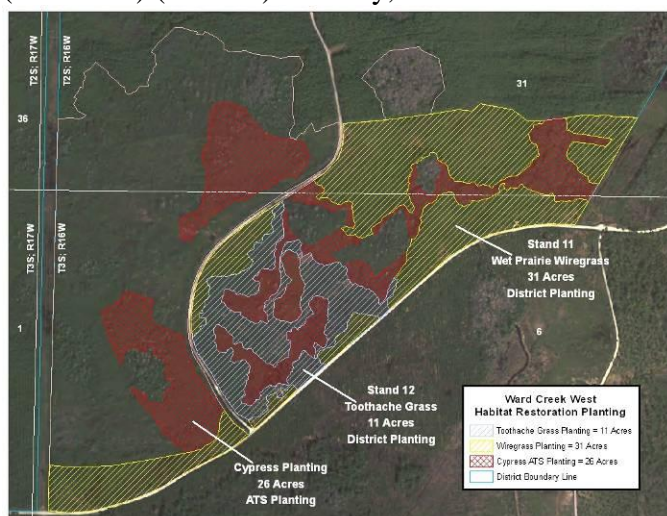 T2S; R17W
T2S; R16W
36
31
T3S; R17W
T3S; R16W
1
6
Stand 11
Wet Prairie Wiregrass
31 Acres
District Planting
Stand 12
Toothache Grass
11 Acres
District Planting
Cypress Planting
26 Acres
ATS Planting
Ward Creek West
Habitat Restoration Planting
Toothache Grass Planting = 11 Acres
Wiregrass Planting = 31 Acres
Cypress ATS Planting = 26 Acres
District Boundary Line